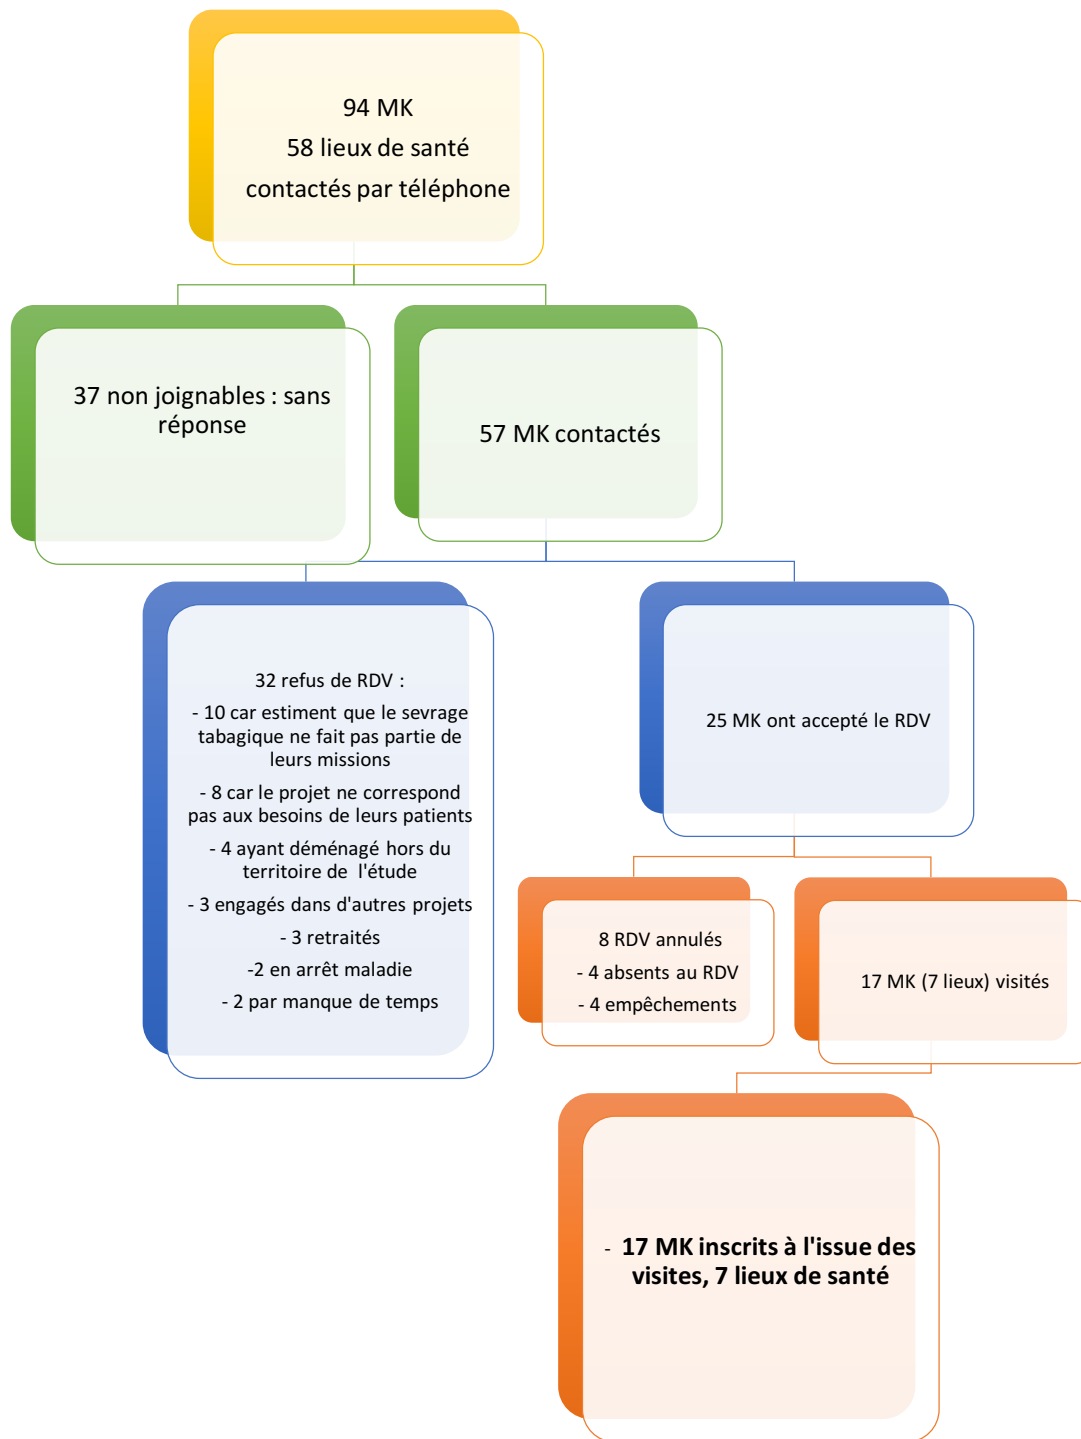 94 MK
58 lieux de santé
contactés par téléphone
37 non joignables : sans
réponse
57 MK contactés
32 refus de RDV :
- 10 car estiment que le sevrage
tabagique ne fait pas partie de
leurs missions
- 8 car le projet ne correspond
pas aux besoins de leurs patients
- 4 ayant déménagé hors du
territoire de l'étude
- 3 engagés dans d'autres projets
- 3 retraités
-2 en arrêt maladie
- 2 par manque de temps
25 MK ont accepté le RDV
8 RDV annulés
- 4 absents au RDV
- 4 empêchements
17 MK (7 lieux) visités
- 17 MK inscrits à l'issue des
visites, 7 lieux de santé